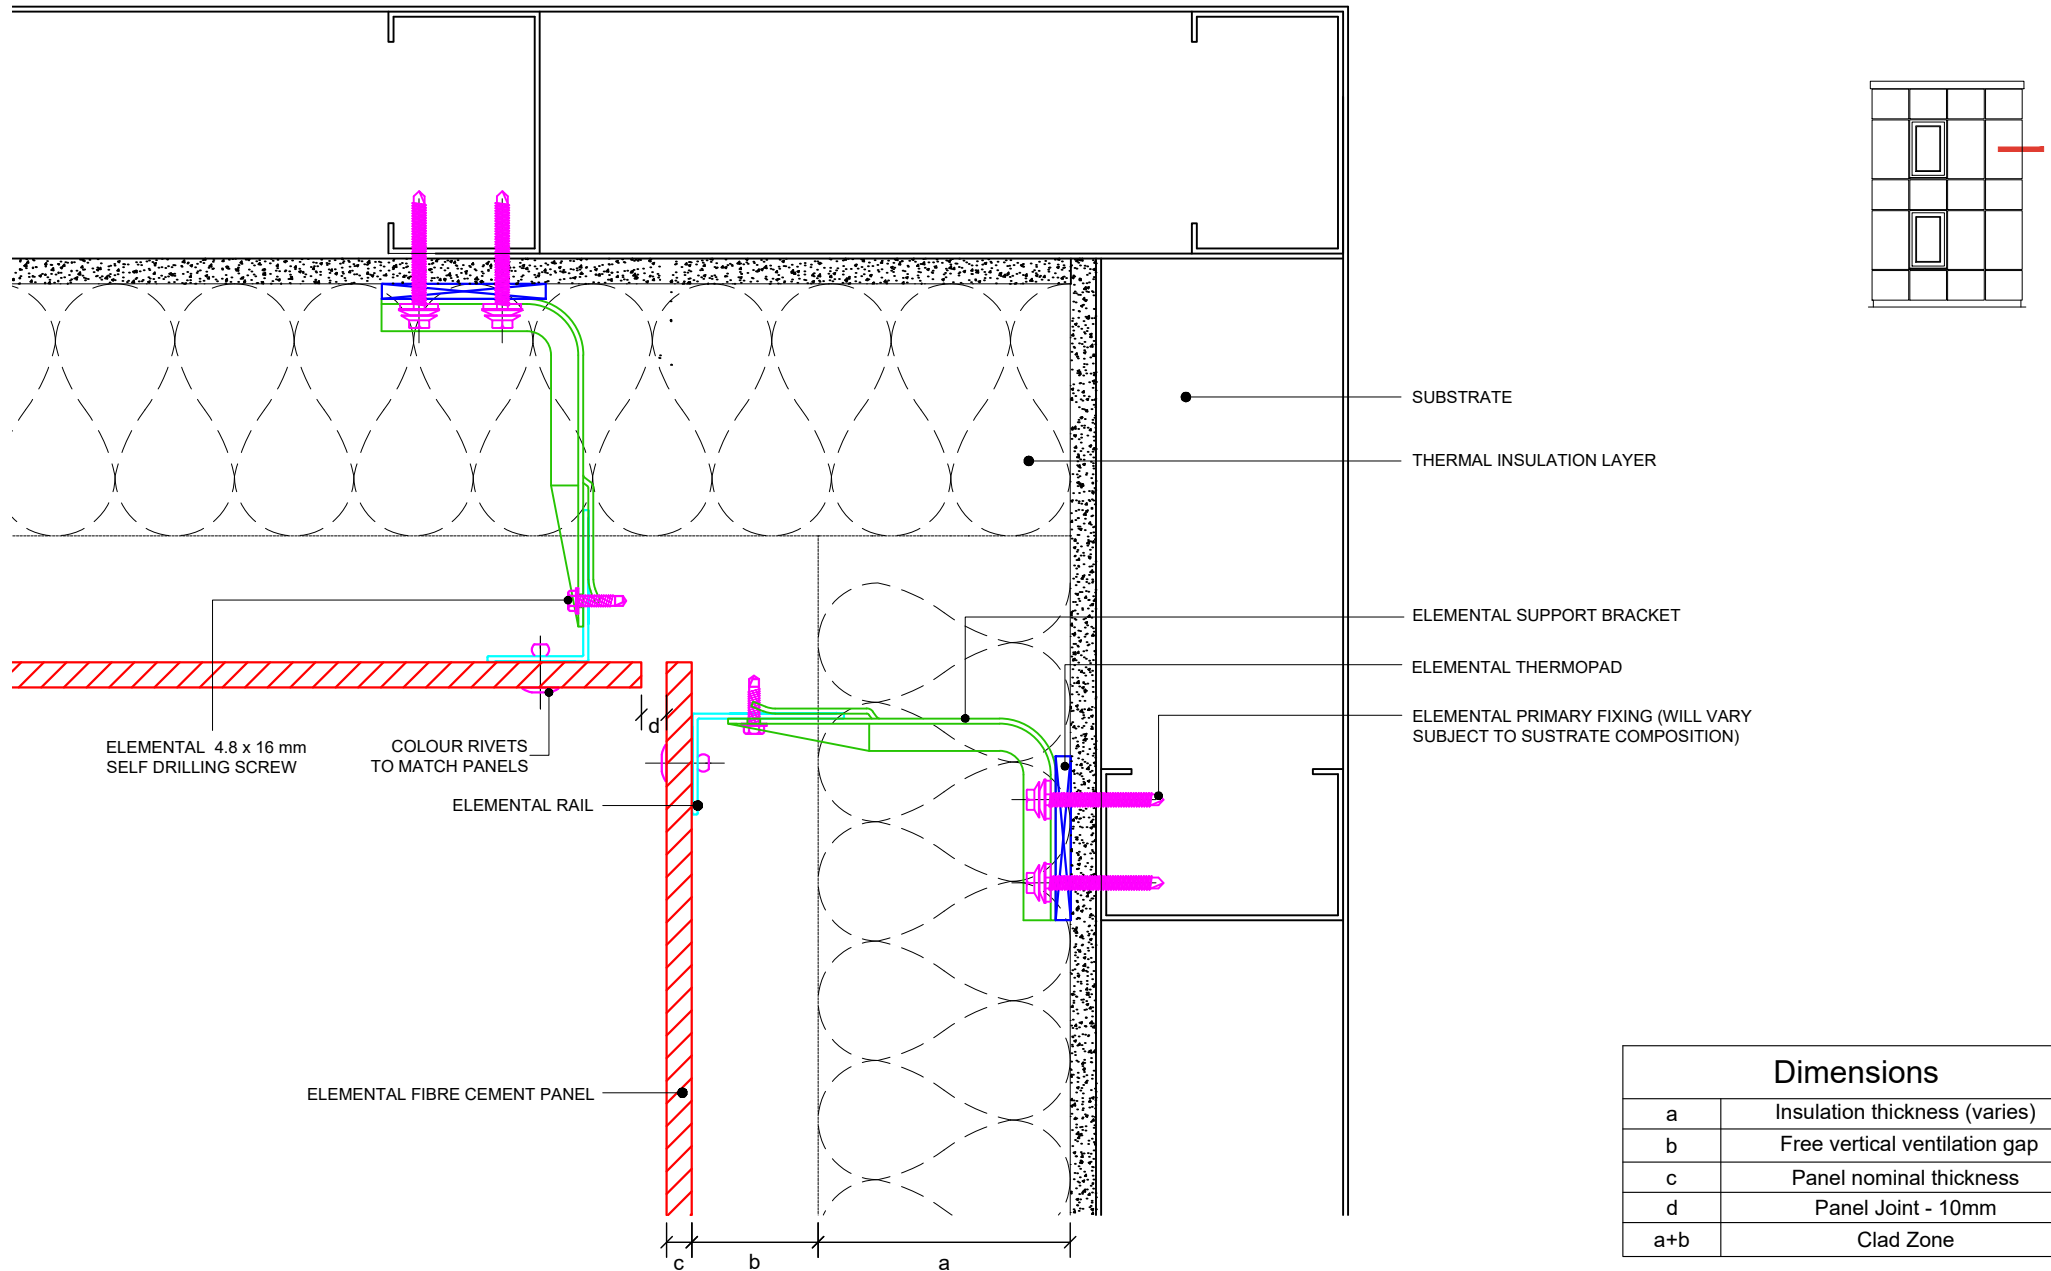 SUBSTRATE
THERMAL INSULATION LAYER
ELEMENTAL SUPPORT BRACKET
ELEMENTAL THERMOPAD
ELEMENTAL PRIMARY FIXING (WILL VARY
SUBJECT TO SUSTRATE COMPOSITION)
d
ELEMENTAL 4.8 x 16 mm
SELF DRILLING SCREW
COLOUR RIVETS
TO MATCH PANELS
ELEMENTAL RAIL
ELEMENTAL FIBRE CEMENT PANEL
c
b
a
Dimensions
a Insulation thickness (varies)
b Free vertical ventilation gap
c Panel nominal thickness
d Panel Joint - 10mm
a+b Clad Zone